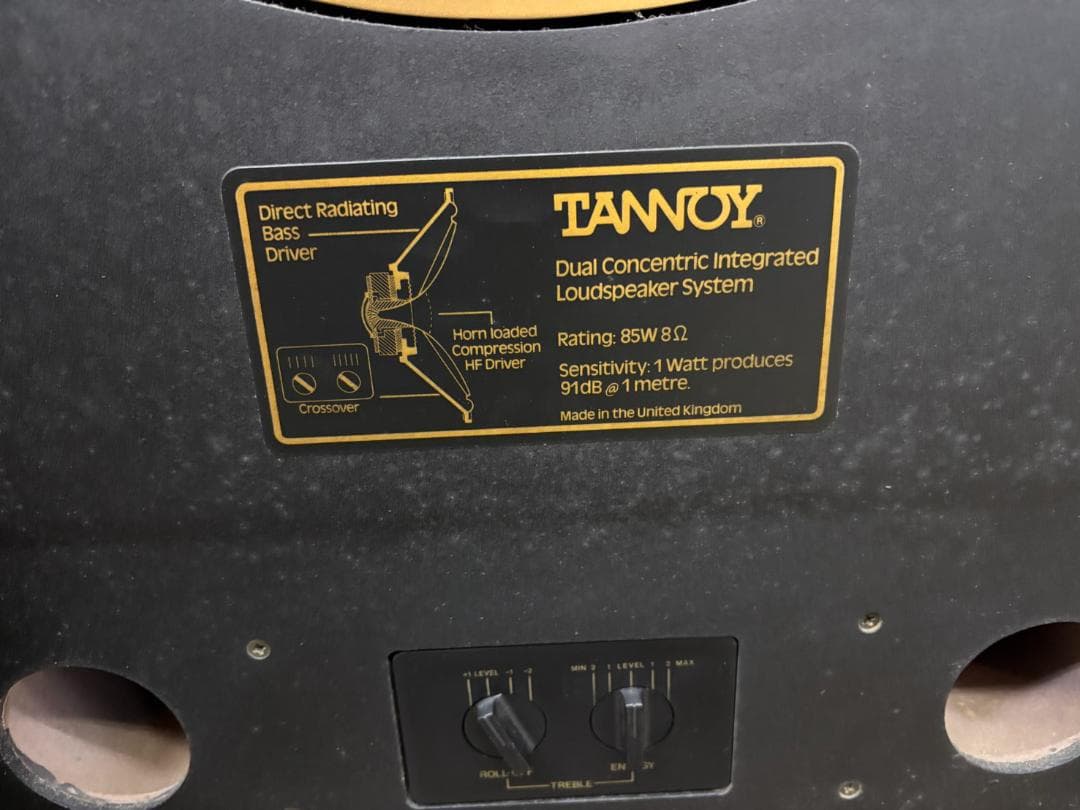 Direct Radiating
Bass
Driver
Horn loaded
Compression
HF Driver
Crossover
TANNOY®
Dual Concentric Integrated
Loudspeaker System
Rating: 85W 8Ω
Sensitivity: 1 Watt produces
91dB @ 1 metre.
Made in the United Kingdom
+1 LEVEL -1 -2
MIN 2 1 LEVEL 1 2 MAX
TREBLE